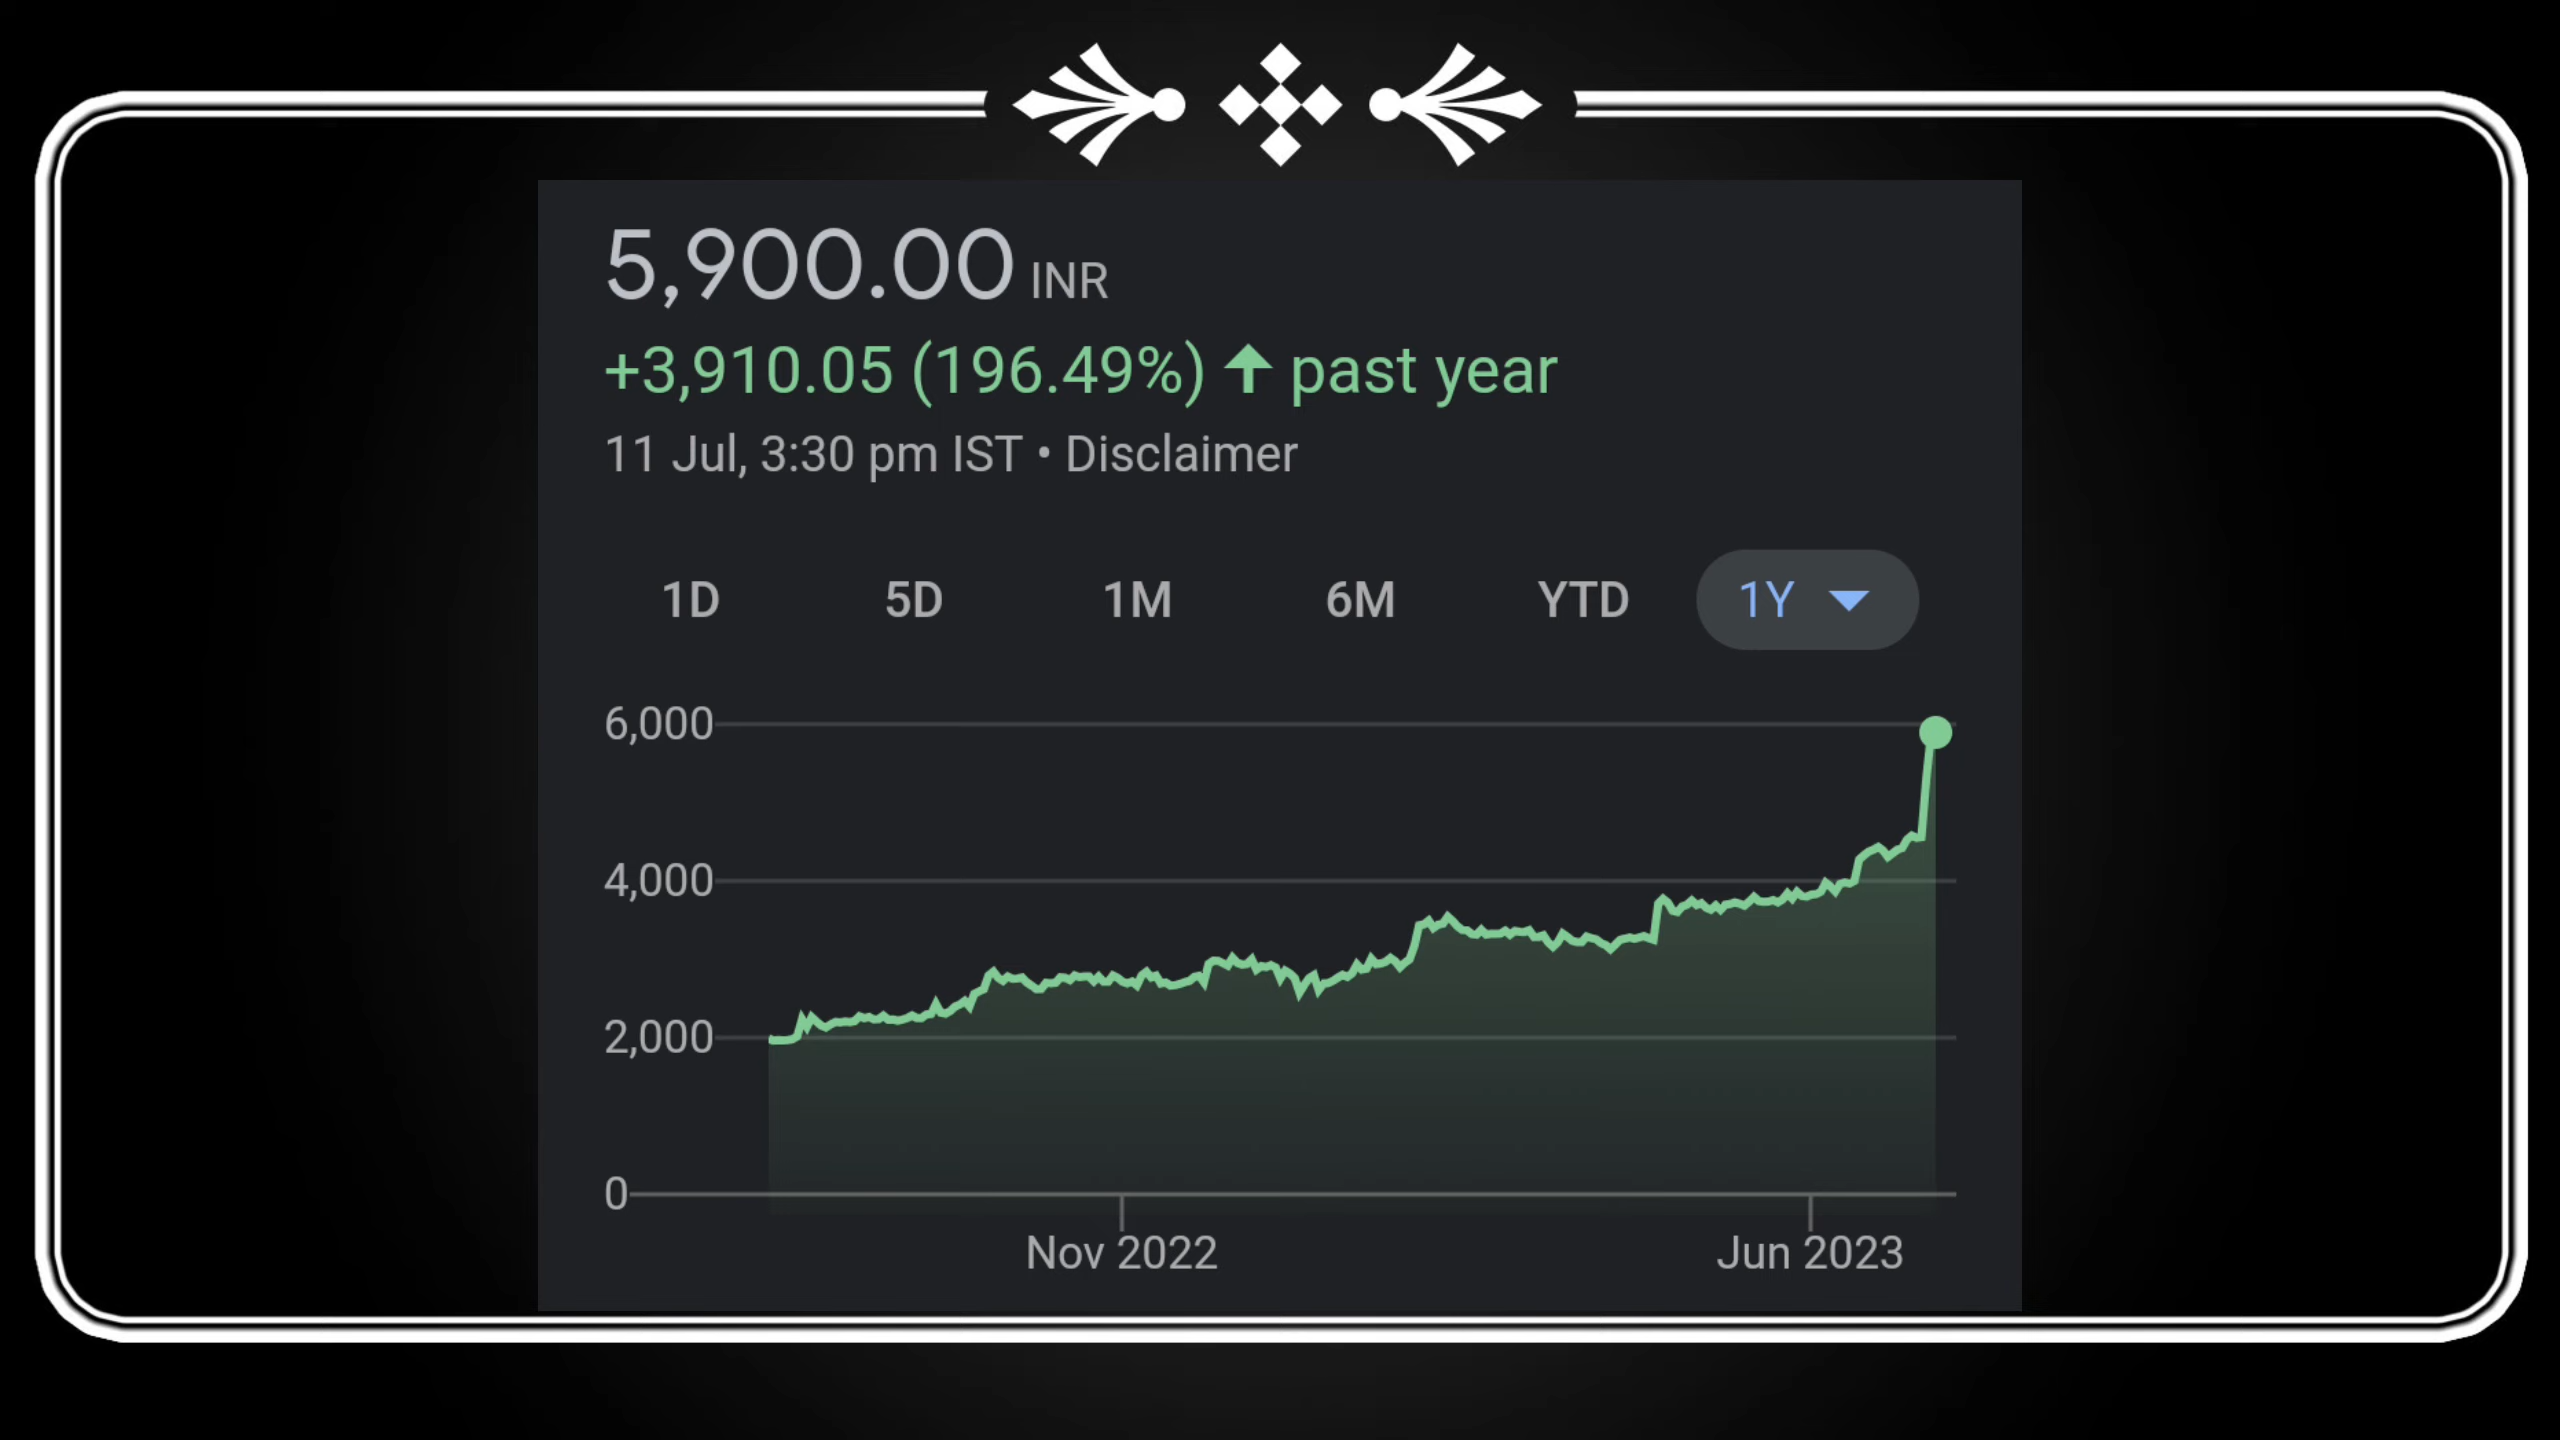 5,900.00 INR
+3,910.05 (196.49%) ↑ past year
11 Jul, 3:30 pm IST • Disclaimer
1D 5D 1M 6M YTD 1Y
6,000
4,000
2,000
0
Nov 2022 Jun 2023